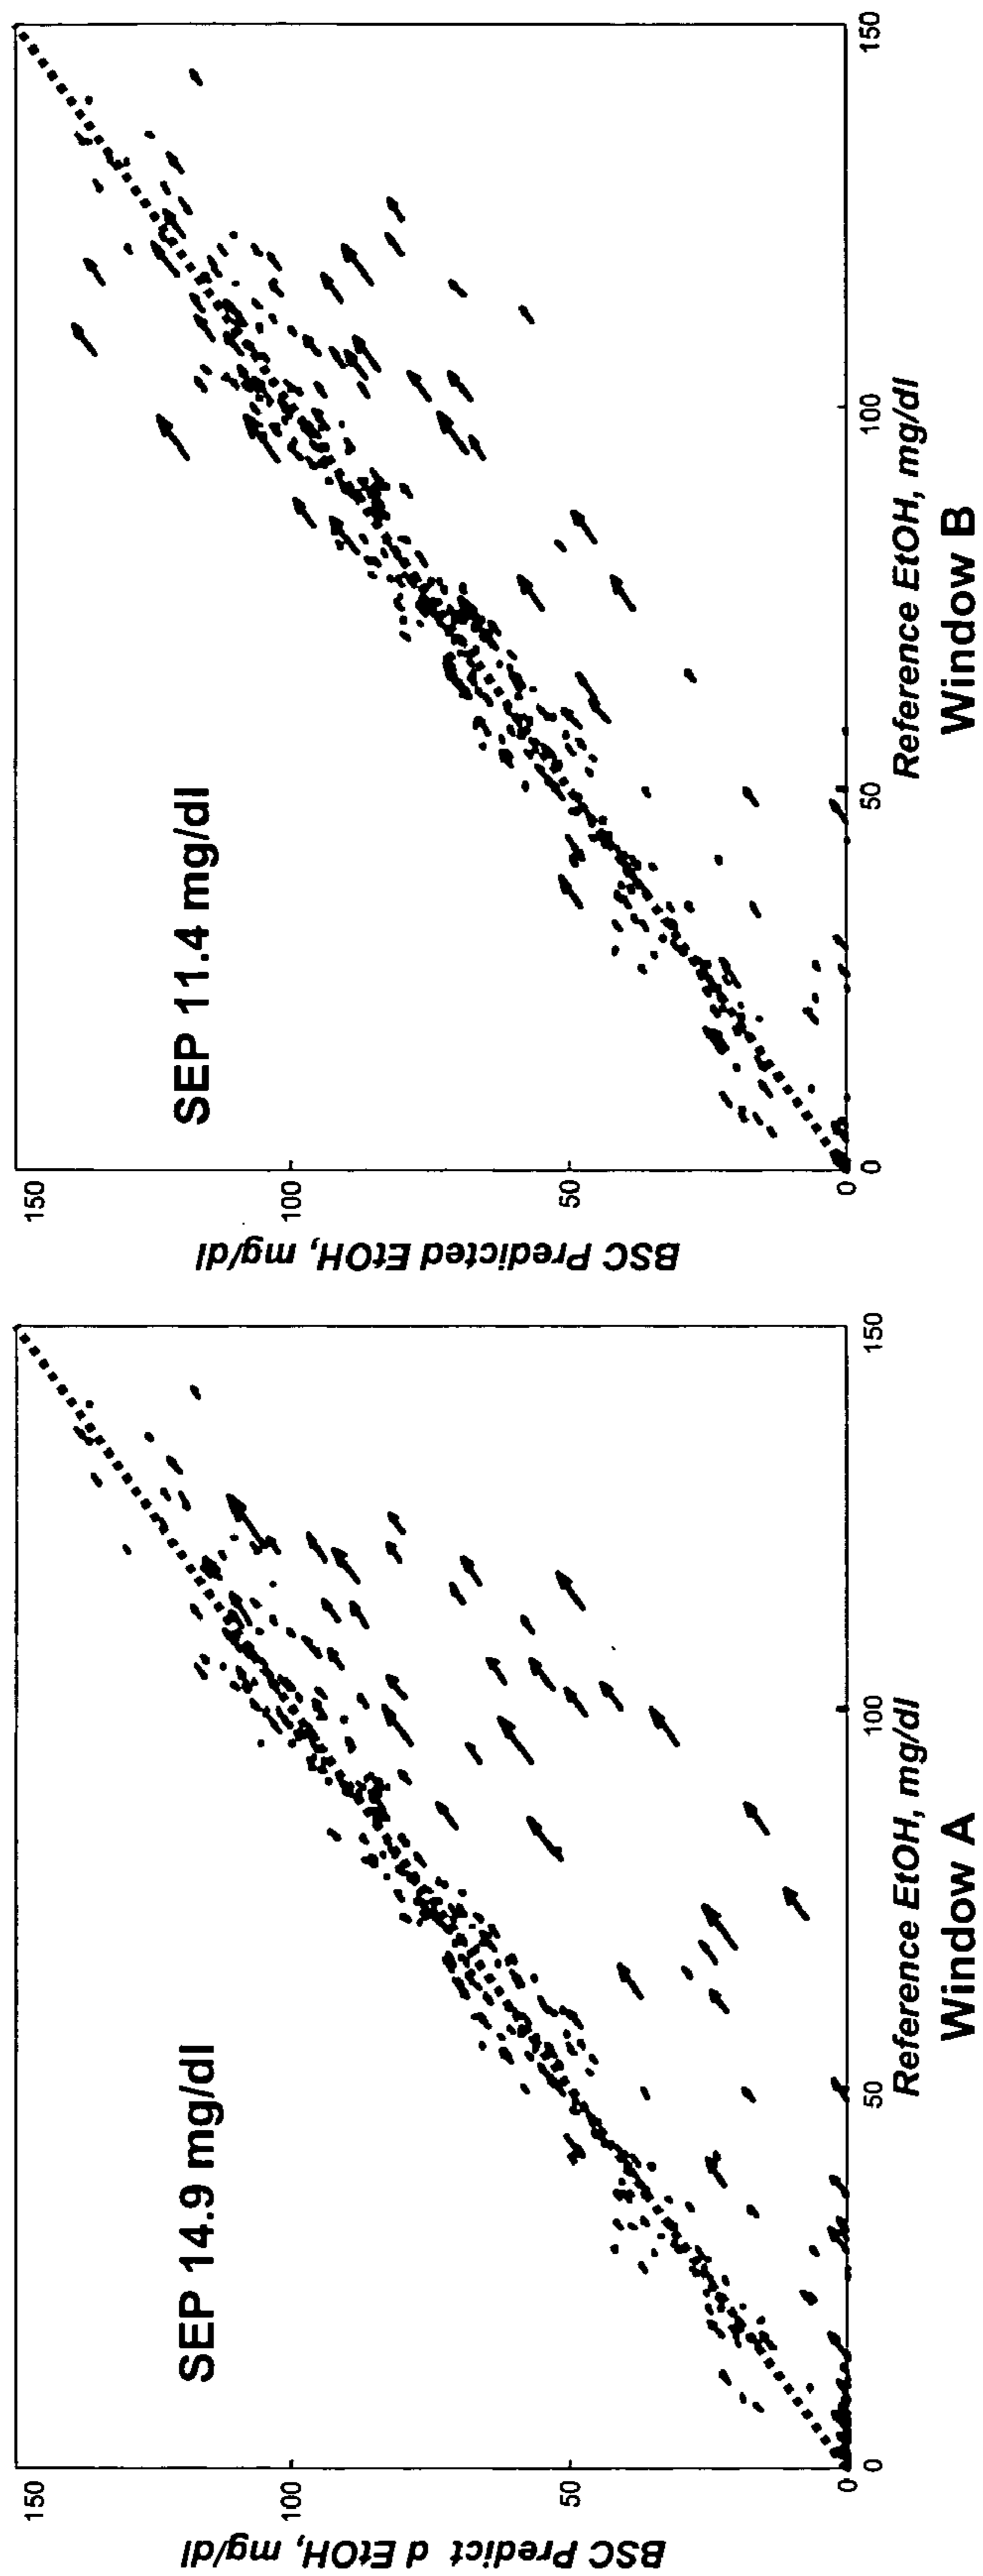 SEP 14.9 mg/dl
BSC Predict d EtOH, mg/dl
150
100
50
0
0
50
100
150
Reference EtOH, mg/dl
Window A
SEP 11.4 mg/dl
BSC Predicted EtOH, mg/dl
150
100
50
0
0
50
100
150
Reference EtOH, mg/dl
Window B